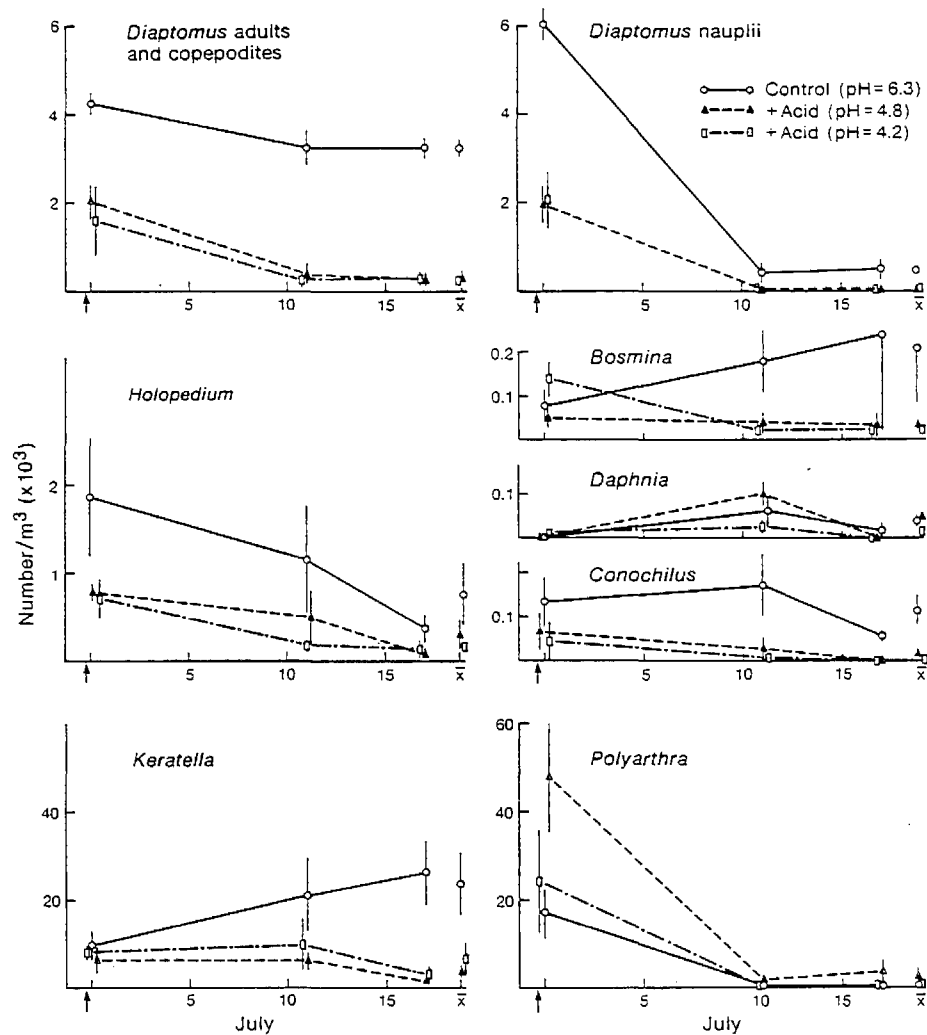 Diaptomus adults
and copepodites
6
4
2
5
10
15
x̄
Diaptomus nauplii
Control (pH=6.3)
+Acid (pH=4.8)
+Acid (pH=4.2)
6
4
2
5
10
15
x̄
Number/m³ (x10³)
Holopedium
2
1
5
10
15
x̄
Bosmina
0.2
0.1
Daphnia
0.1
Conochilus
0.1
5
10
15
x̄
Keratella
40
20
5
10
15
x̄
July
Polyarthra
60
40
20
5
10
15
x̄
July